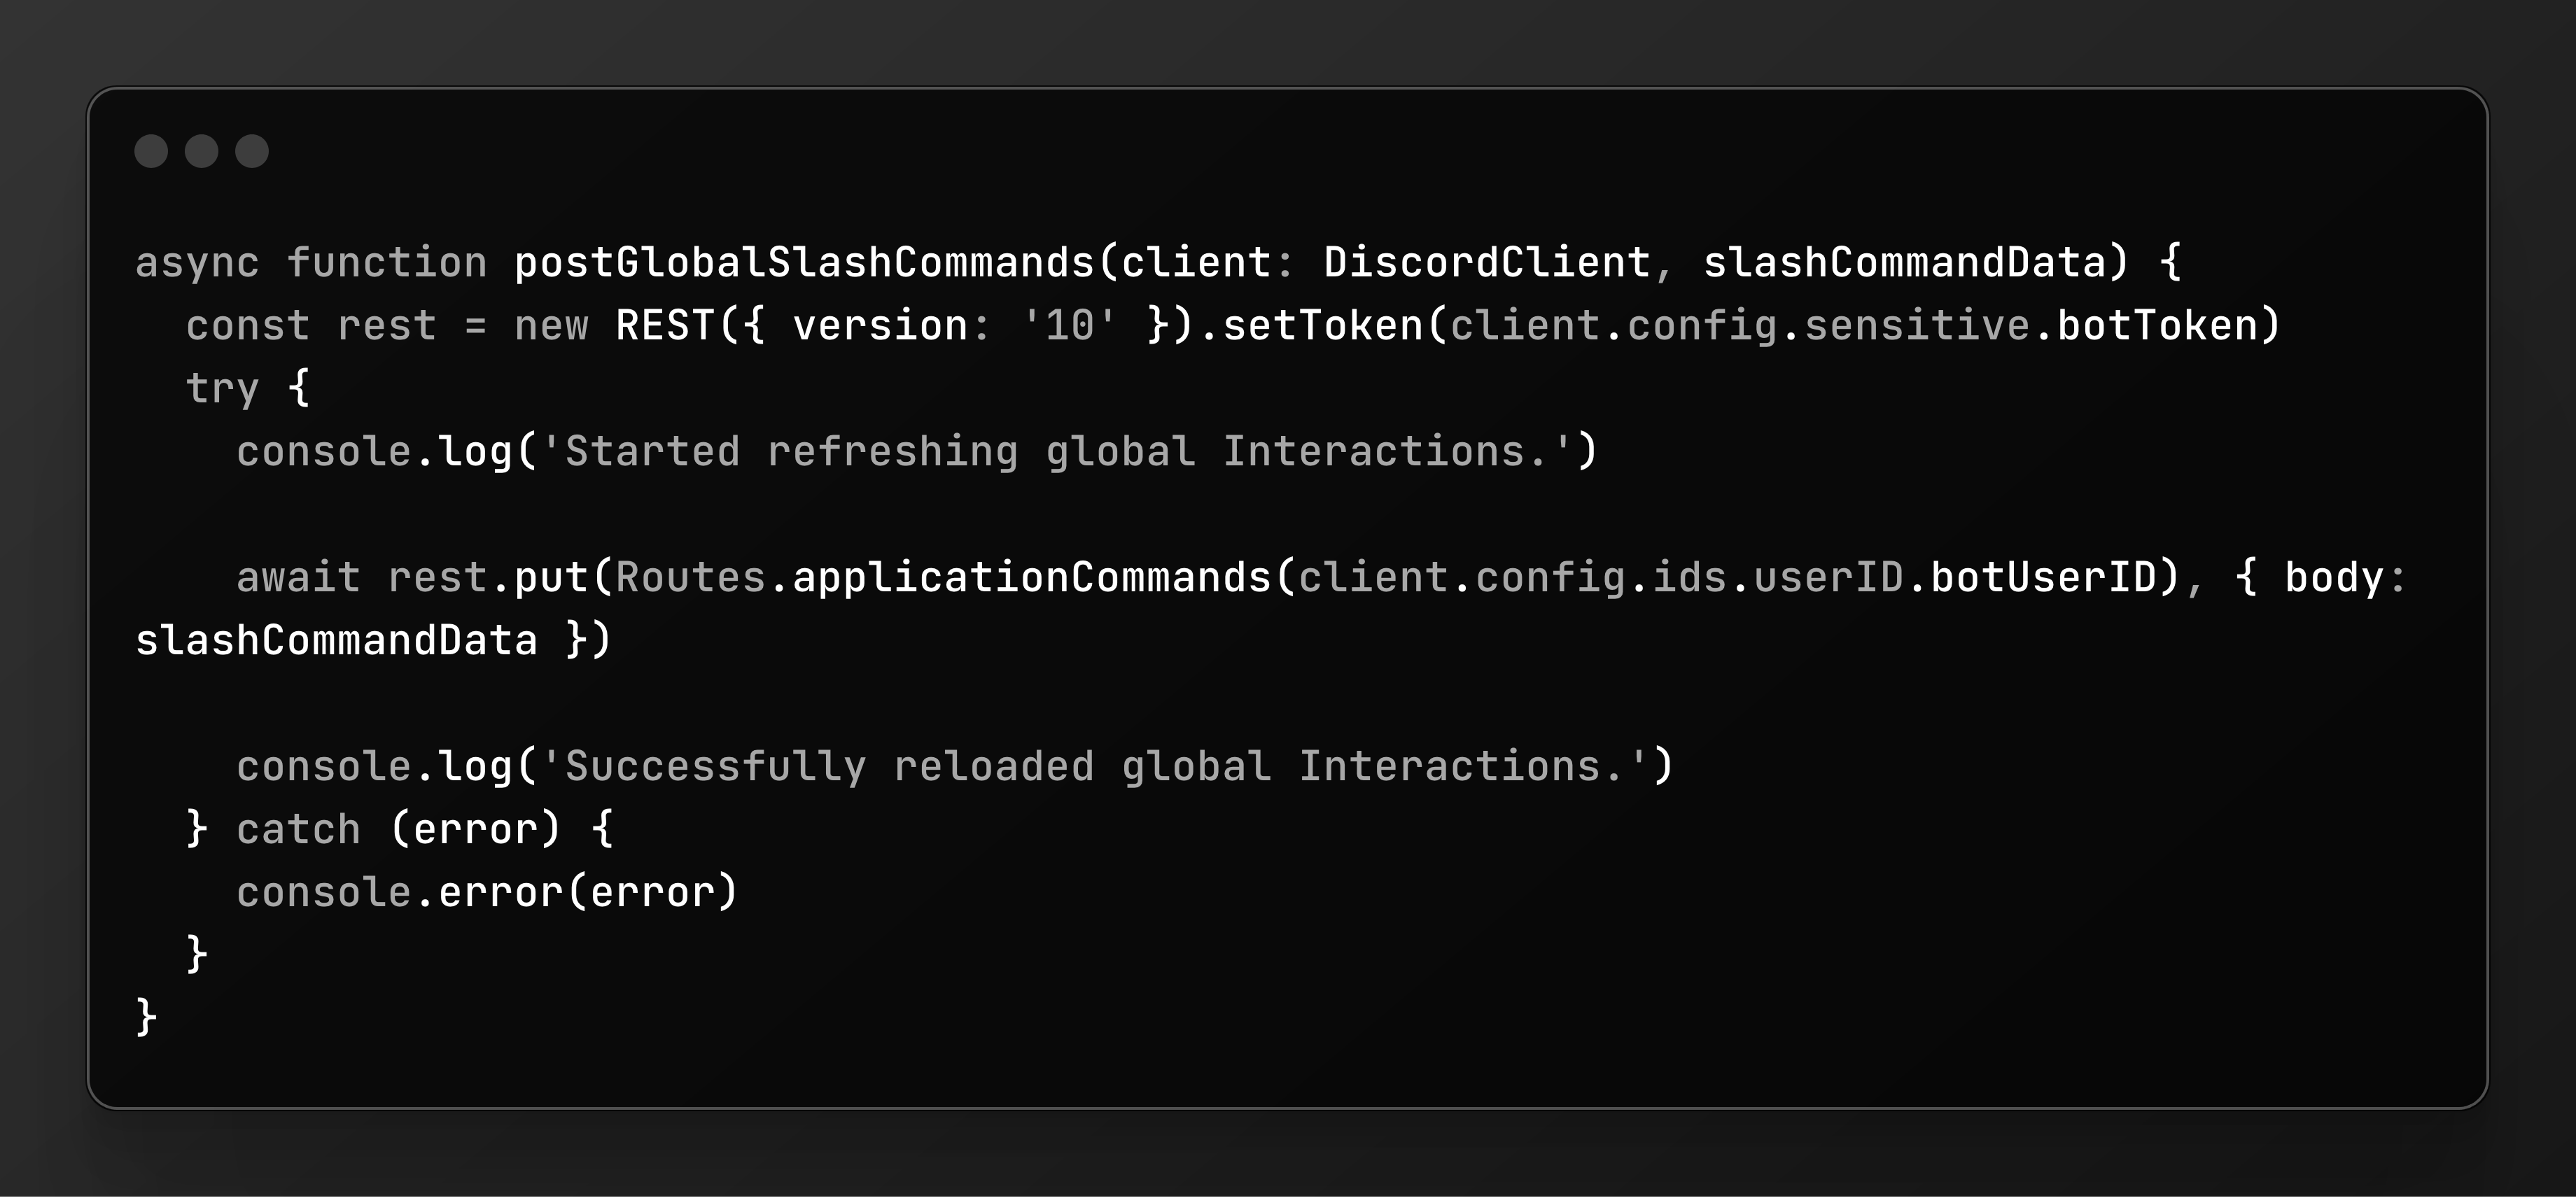 async function postGlobalSlashCommands(client: DiscordClient, slashCommandData) {
  const rest = new REST({ version: '10' }).setToken(client.config.sensitive.botToken)
  try {
    console.log('Started refreshing global Interactions.')

    await rest.put(Routes.applicationCommands(client.config.ids.userID.botUserID), { body:
slashCommandData })

    console.log('Successfully reloaded global Interactions.')
  } catch (error) {
    console.error(error)
  }
}